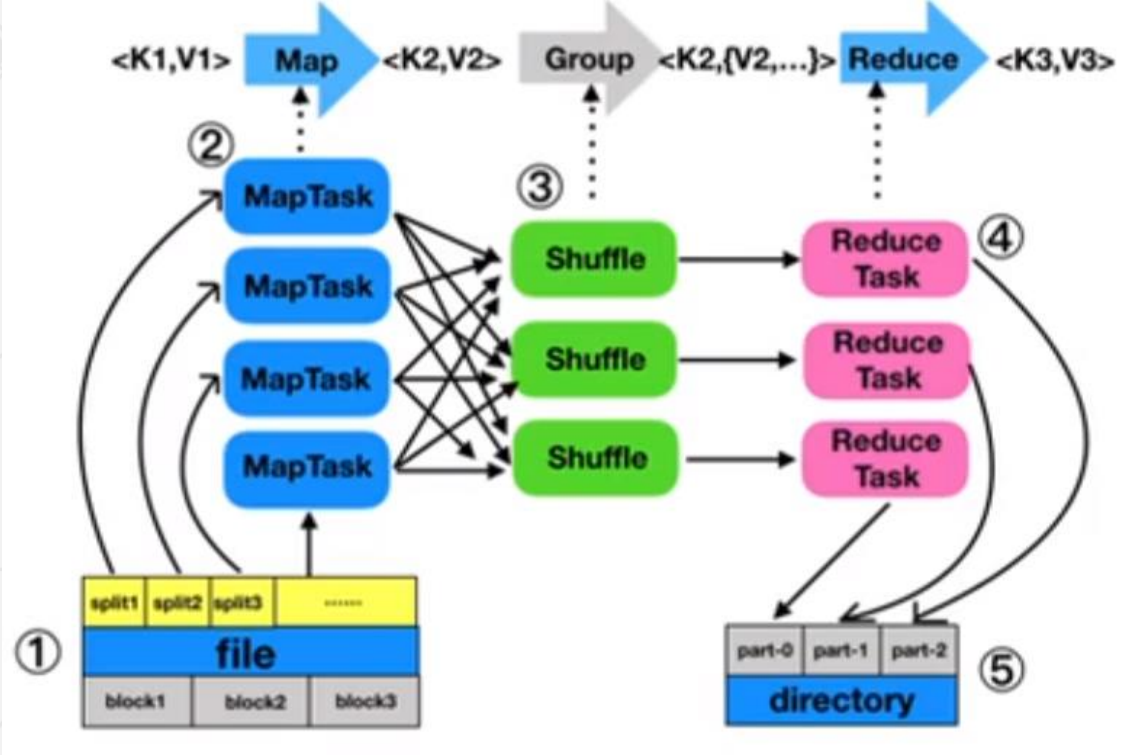 <K1,V1> Map <K2,V2> Group <K2,{V2,...}> Reduce <K3,V3>
②
MapTask
MapTask
MapTask
MapTask
③
Shuffle
Shuffle
Shuffle
④
Reduce
Task
Reduce
Task
Reduce
Task
①
split1 split2 split3 ......
file
block1 block2 block3
⑤
part-0 part-1 part-2
directory